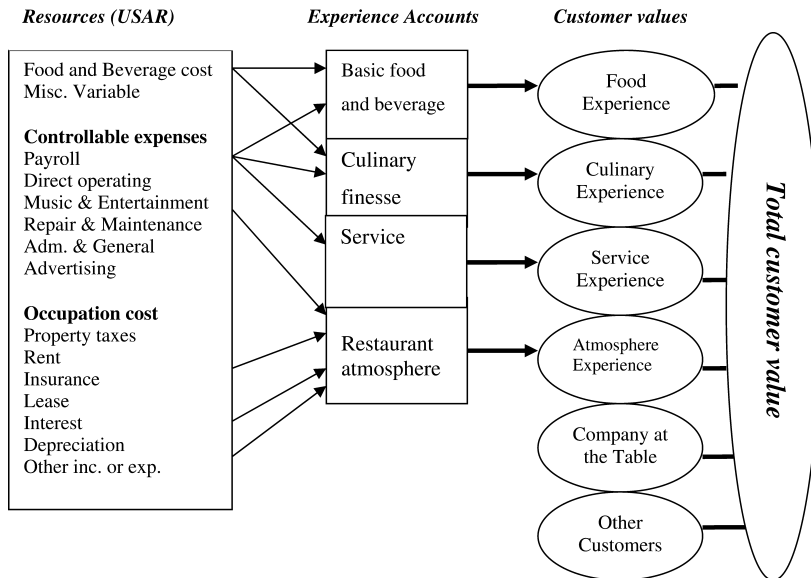 Resources (USAR)
Experience Accounts
Customer values
Food and Beverage cost
Misc. Variable
Controllable expenses
Payroll
Direct operating
Music & Entertainment
Repair & Maintenance
Adm. & General
Advertising
Occupation cost
Property taxes
Rent
Insurance
Lease
Interest
Depreciation
Other inc. or exp.
Basic food
and beverage
Culinary
finesse
Service
Restaurant
atmosphere
Food
Experience
Culinary
Experience
Service
Experience
Atmosphere
Experience
Company at
the Table
Other
Customers
Total customer value